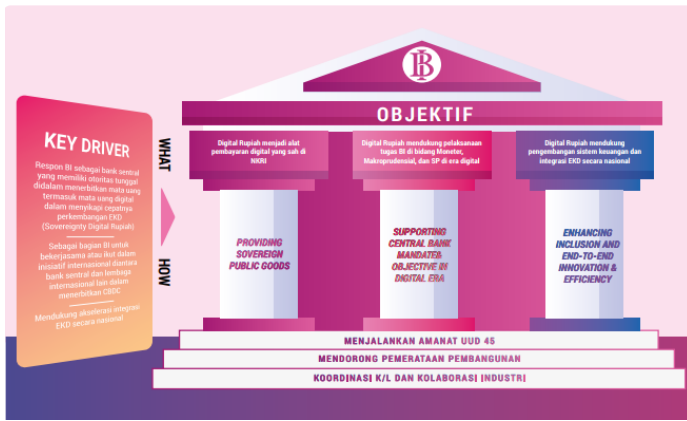 BI
OBJEKTIF
KEY DRIVER
Respon BI sebagai bank sentral
yang memiliki otoritas tunggal
didalam menerbitkan mata uang
termasuk mata uang digital
dalam menyikapi cepatnya
perkembangan EKD
(Sovereignty Digital Rupiah)
Sebagai bagian BI untuk
bekerjasama atau ikut dalam
inisiatif internasional diantara
bank sentral dan lembaga
internasional lain dalam
menerbitkan CBDC
Mendukung akselerasi integrasi
EKD secara nasional
WHAT
HOW
Digital Rupiah menjadi alat
pembayaran digital yang sah di
NKRI
Digital Rupiah mendukung pelaksanaan
tugas BI di bidang Moneter,
Makroprudensial, dan SP di era digital
Digital Rupiah mendukung
pengembangan sistem keuangan dan
integrasi EKD secara nasional
PROVIDING
SOVEREIGN
PUBLIC GOODS
SUPPORTING
CENTRAL BANK
MANDATE&
OBJECTIVE IN
DIGITAL ERA
ENHANCING
INCLUSION AND
END-TO-END
INNOVATION &
EFFICIENCY
MENJALANKAN AMANAT UUD 45
MENDORONG PEMERATAAN PEMBANGUNAN
KOORDINASI K/L DAN KOLABORASI INDUSTRI